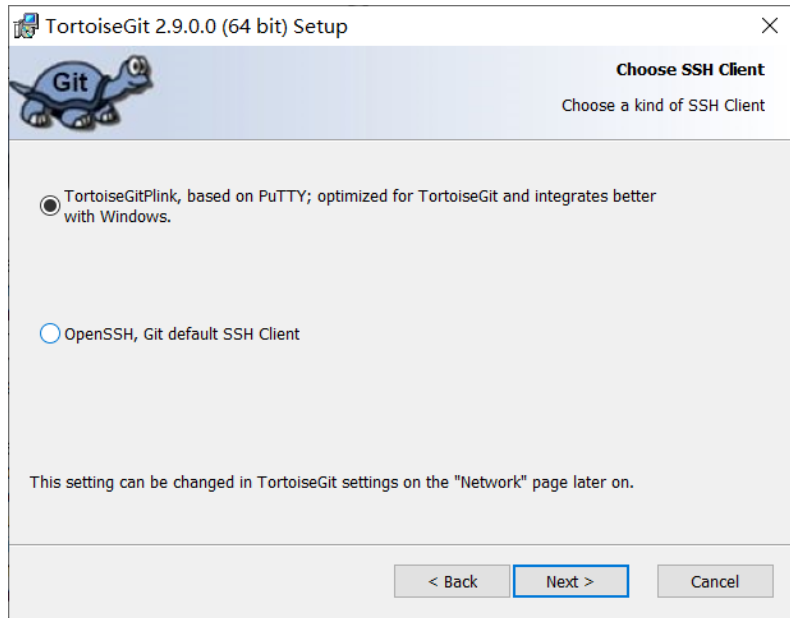 TortoiseGit 2.9.0.0 (64 bit) Setup
Git
Choose SSH Client
Choose a kind of SSH Client
TortoiseGitPlink, based on PuTTY; optimized for TortoiseGit and integrates better
with Windows.
OpenSSH, Git default SSH Client
This setting can be changed in TortoiseGit settings on the "Network" page later on.
< Back
Next >
Cancel